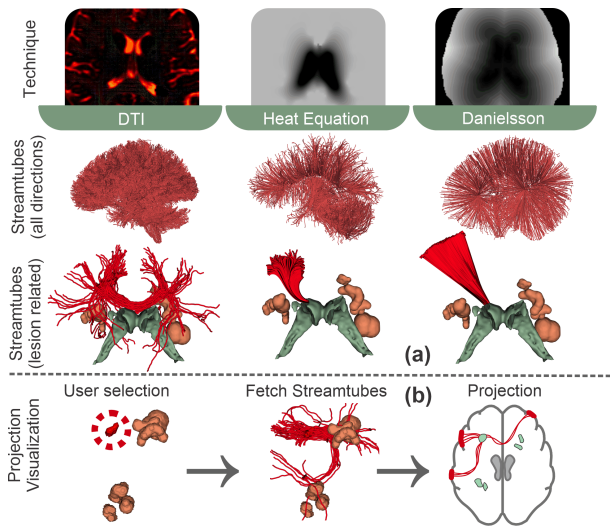 Technique
DTI
Heat Equation
Danielsson
Streamtubes
(all directions)
Streamtubes
(lesion related)
(a)
Projection
Visualization
User selection
Fetch Streamtubes
(b)
Projection